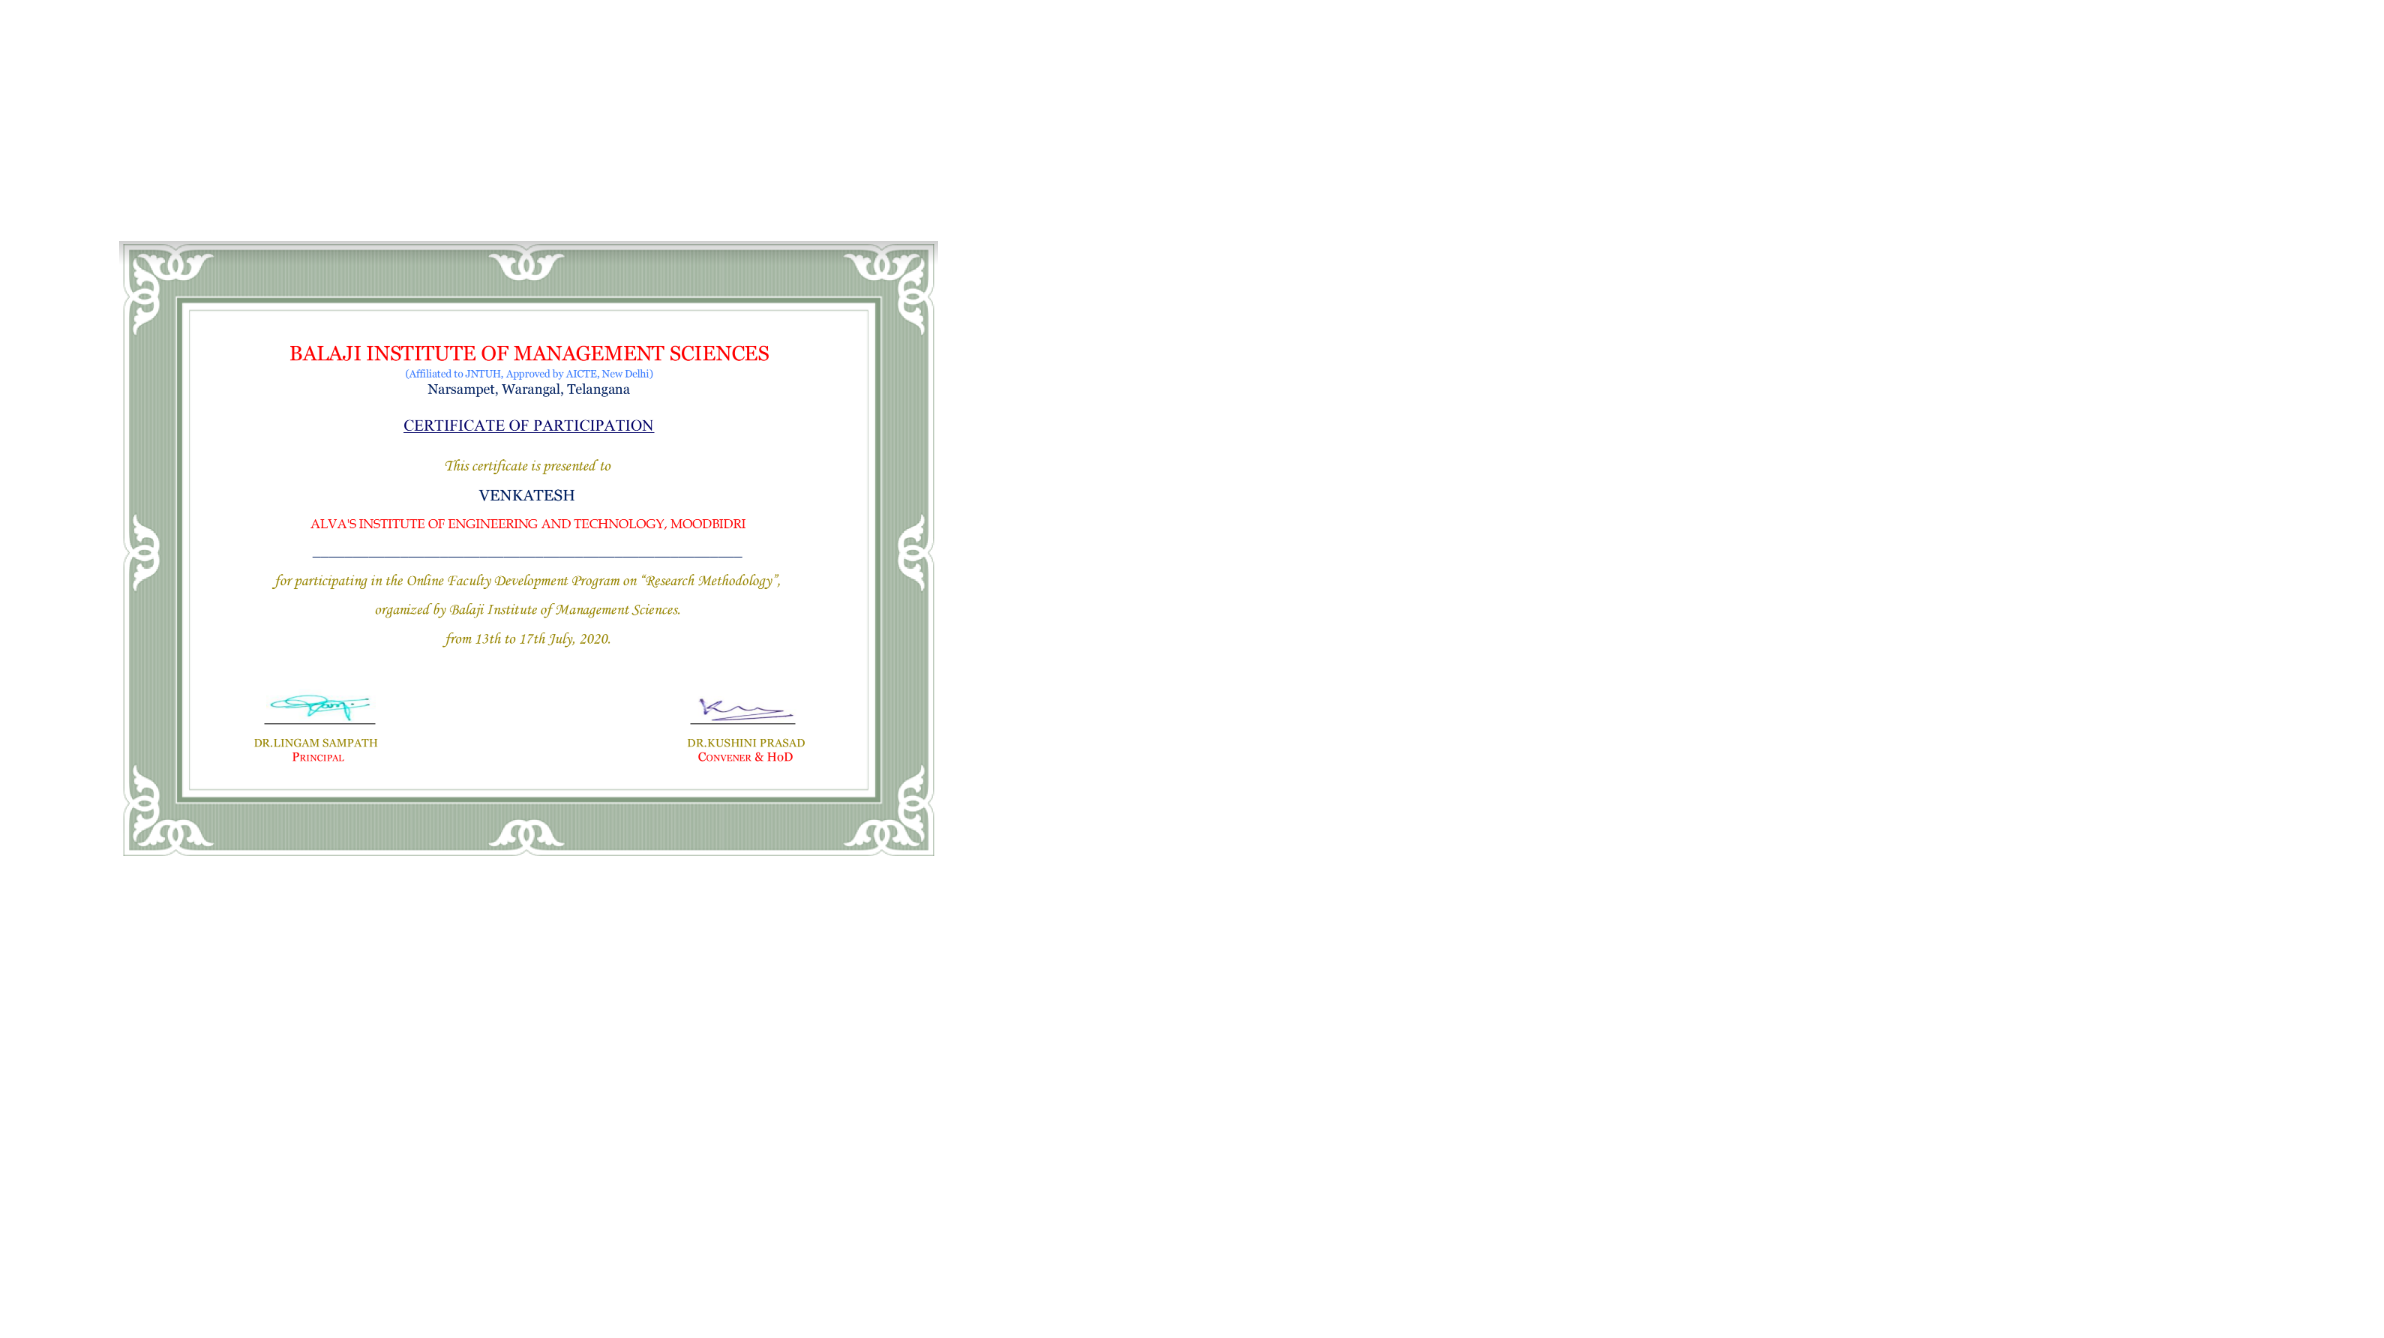 BALAJI INSTITUTE OF MANAGEMENT SCIENCES
(Affiliated to JNTUH, Approved by AICTE, New Delhi)
Narsampet, Warangal, Telangana
CERTIFICATE OF PARTICIPATION
This certificate is presented to
VENKATESH
ALVA'S INSTITUTE OF ENGINEERING AND TECHNOLOGY, MOODBIDRI
for participating in the Online Faculty Development Program on “Research Methodology”,
organized by Balaji Institute of Management Sciences.
from 13th to 17th July, 2020.
DR.LINGAM SAMPATH
PRINCIPAL
DR.KUSHINI PRASAD
CONVENER & HOD